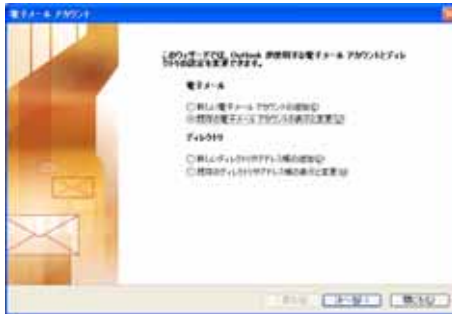 電子メール アカウント
このウィザードでは、Outlook が使用する電子メール アカウントとディレ
クトリの設定を変更できます。
電子メール
新しい電子メール アカウントの追加(E)
既存の電子メール アカウントの表示と変更(V)
ディレクトリ
新しいディレクトリやアドレス帳の追加(D)
既存のディレクトリやアドレス帳の表示と変更(W)
次へ(N) >
閉じる